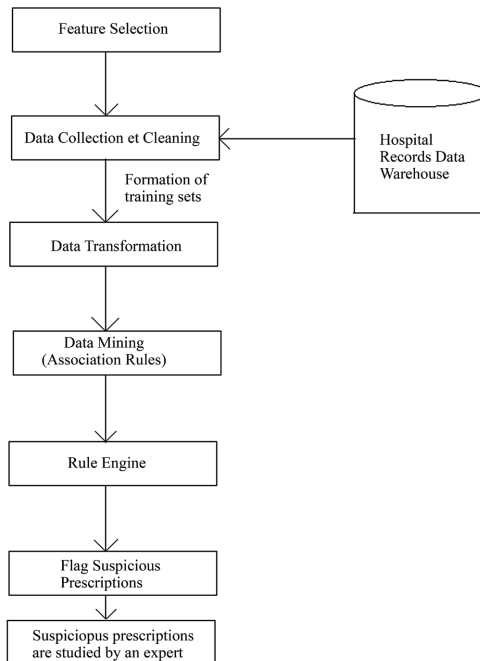 Feature Selection
Data Collection et Cleaning
Hospital
Records Data
Warehouse
Formation of
training sets
Data Transformation
Data Mining
(Association Rules)
Rule Engine
Flag Suspicious
Prescriptions
Suspiciopus prescriptions
are studied by an expert